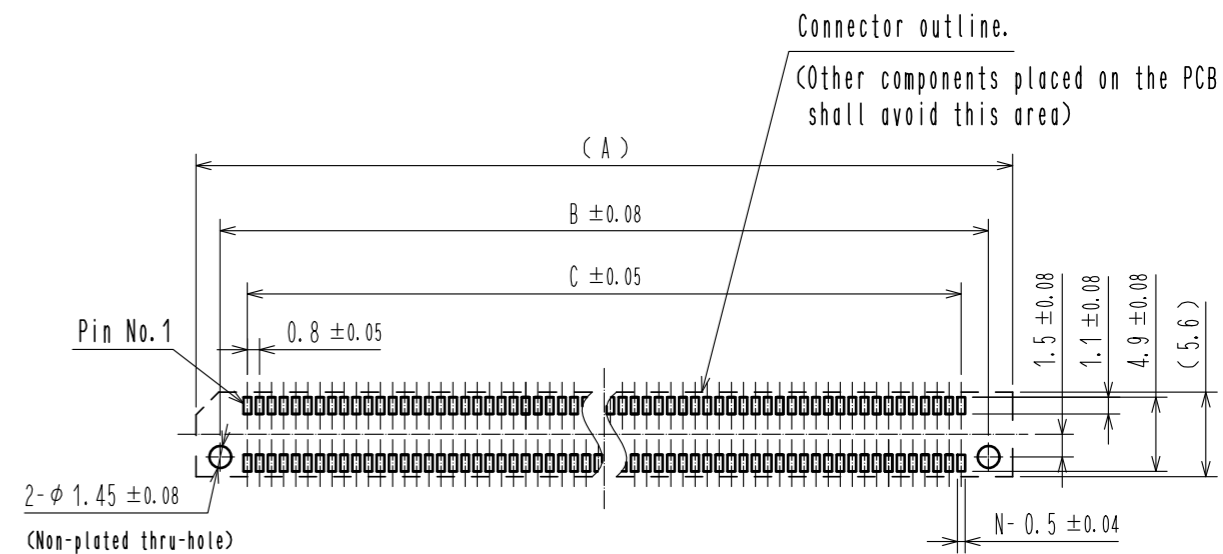 Connector outline.
(Other components placed on the PCB
shall avoid this area)
(A)
B ±0.08
C ±0.05
Pin No.1
0.8 ±0.05
1.5 ±0.08
1.1 ±0.08
4.9 ±0.08
(5.6)
2-ϕ 1.45 ±0.08
(Non-plated thru-hole)
N- 0.5 ±0.04